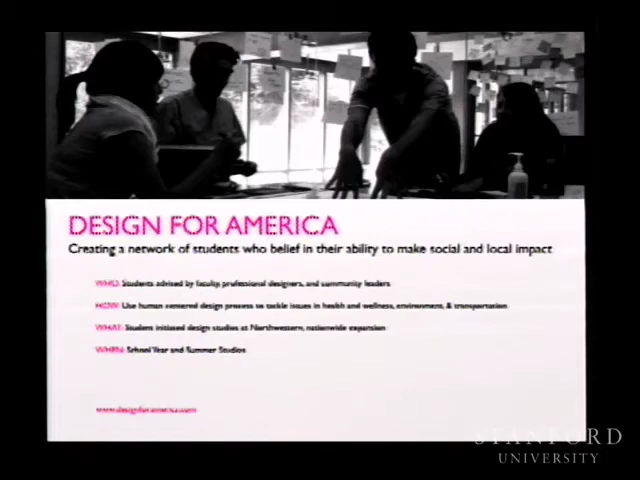 DESIGN FOR AMERICA
Creating a network of students who belief in their ability to make social and local impact
WHO: Students advised by faculty, professional designers, and community leaders
HOW: Use human centered design process to tackle issues in health and wellness, environment, & transportation
WHAT: Student initiated design studios at Northwestern, nationwide expansion
WHEN: School Year and Summer Studios
www.designforamerica.com
STANFORD
UNIVERSITY